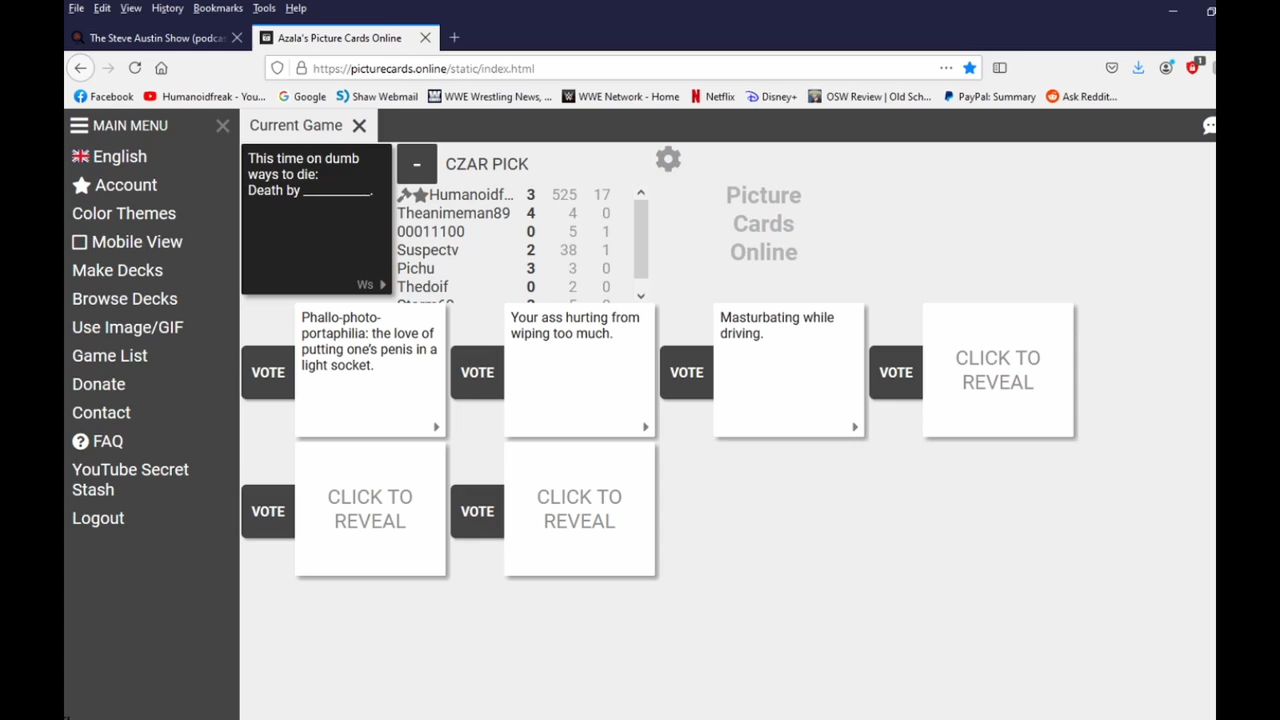 File Edit View History Bookmarks Tools Help
The Steve Austin Show (podca
Azala's Picture Cards Online
https://picturecards.online/static/index.html
Facebook Humanoidfreak - You... Google Shaw Webmail WWE Wrestling News, ... WWE Network - Home Netflix Disney+ OSW Review | Old Sch... PayPal: Summary Ask Reddit...
MAIN MENU
Current Game
English
Account
Color Themes
Mobile View
Make Decks
Browse Decks
Use Image/GIF
Game List
Donate
Contact
FAQ
YouTube Secret
Stash
Logout
This time on dumb
ways to die:
Death by __________.
Ws
- CZAR PICK
Humanoidf... 3 525 17
Theanimeman89 4 4 0
00011100 0 5 1
Suspectv 2 38 1
Pichu 3 3 0
Thedoif 0 2 0
Picture
Cards
Online
VOTE
Phallo-photo-
portaphilia: the love of
putting one's penis in a
light socket.
VOTE
Your ass hurting from
wiping too much.
VOTE
Masturbating while
driving.
VOTE
CLICK TO
REVEAL
VOTE
CLICK TO
REVEAL
VOTE
CLICK TO
REVEAL